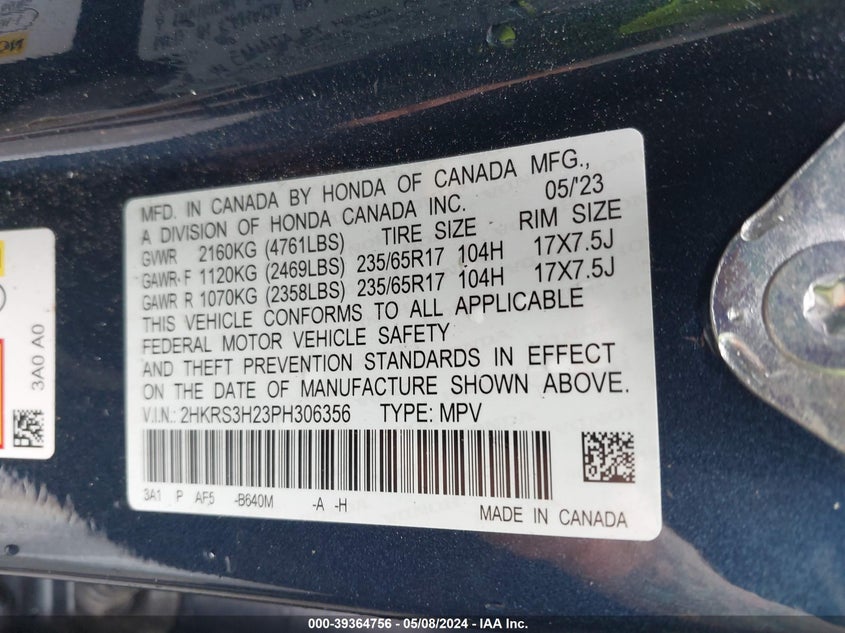 MFD. IN CANADA BY HONDA OF CANADA MFG.,
A DIVISION OF HONDA CANADA INC. 05/'23
GVWR 2160KG (4761LBS) TIRE SIZE RIM SIZE
GAWR F 1120KG (2469LBS) 235/65R17 104H 17X7.5J
GAWR R 1070KG (2358LBS) 235/65R17 104H 17X7.5J
THIS VEHICLE CONFORMS TO ALL APPLICABLE
FEDERAL MOTOR VEHICLE SAFETY
AND THEFT PREVENTION STANDARDS IN EFFECT
ON THE DATE OF MANUFACTURE SHOWN ABOVE.
V.I.N.: 2HKRS3H23PH306356 TYPE: MPV
3A1 P AF5 -B640M -A -H
MADE IN CANADA
3A0 A0
000-39364756 - 05/08/2024 - IAA Inc.